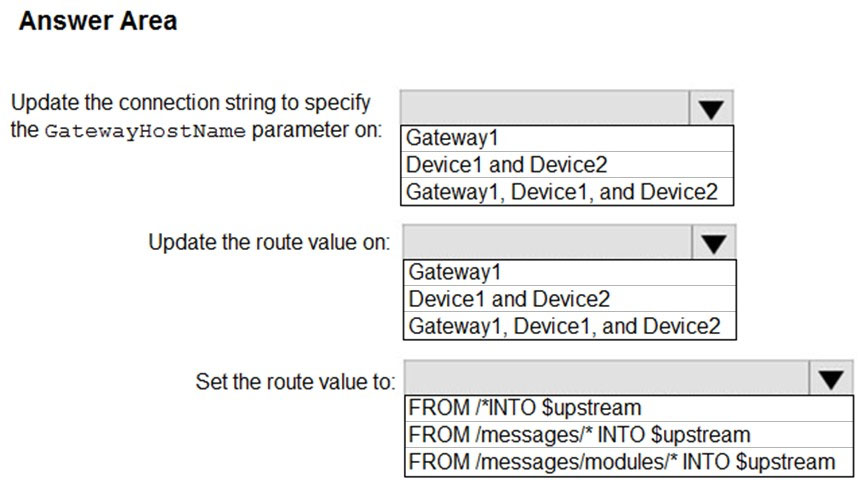 Answer Area
Update the connection string to specify
the GatewayHostName parameter on:
Gateway1
Device1 and Device2
Gateway1, Device1, and Device2
Update the route value on:
Gateway1
Device1 and Device2
Gateway1, Device1, and Device2
Set the route value to:
FROM /*INTO $upstream
FROM /messages/* INTO $upstream
FROM /messages/modules/* INTO $upstream